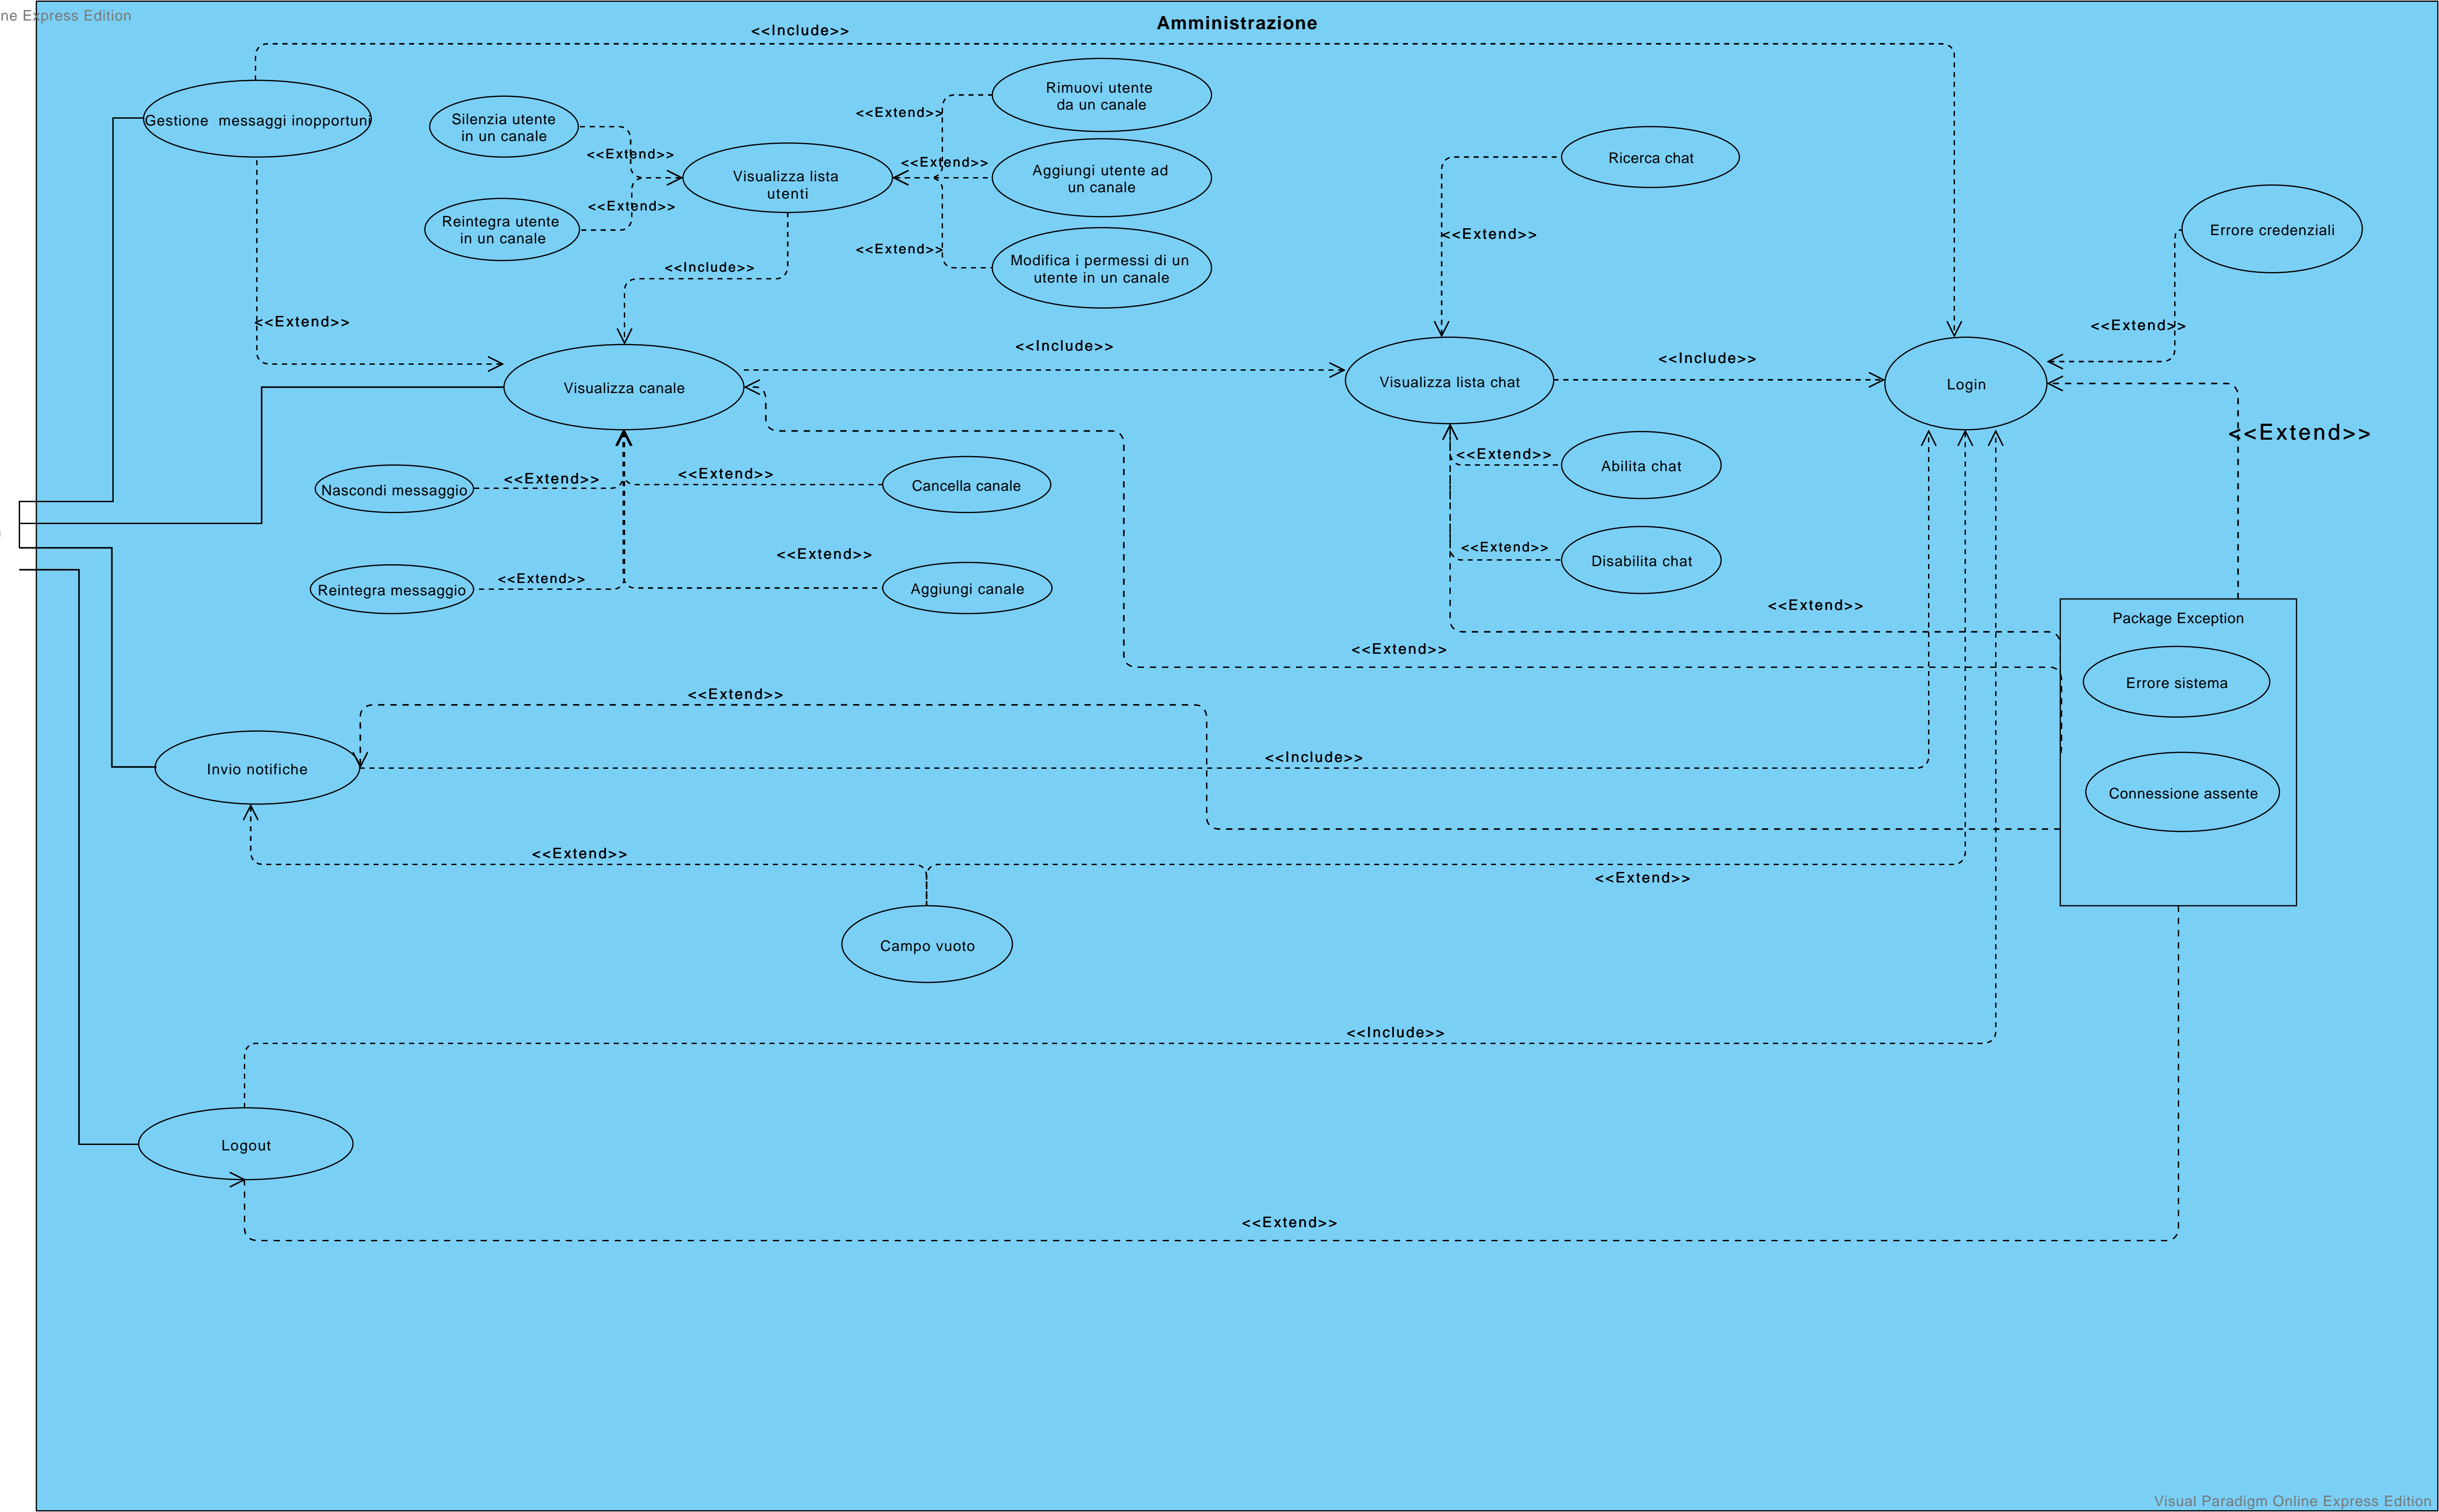 ne Express Edition
Amministrazione
<<Include>>
Gestione  messaggi inopportuni
Silenzia utente
in un canale
<<Extend>>
Visualizza lista
utenti
<<Extend>>
Reintegra utente
in un canale
<<Extend>>
Rimuovi utente
da un canale
<<Extend>>
Aggiungi utente ad
un canale
<<Extend>>
Modifica i permessi di un
utente in un canale
Ricerca chat
<<Extend>>
Errore credenziali
<<Extend>>
<<Include>>
<<Extend>>
Visualizza canale
<<Include>>
Visualizza lista chat
<<Include>>
Login
<<Extend>>
Nascondi messaggio
<<Extend>>
<<Extend>>
Cancella canale
<<Extend>>
Abilita chat
Reintegra messaggio
<<Extend>>
<<Extend>>
Aggiungi canale
<<Extend>>
Disabilita chat
<<Extend>>
<<Extend>>
Package Exception
Errore sistema
Connessione assente
<<Extend>>
Invio notifiche
<<Include>>
<<Extend>>
<<Extend>>
Campo vuoto
<<Include>>
Logout
<<Extend>>
Visual Paradigm Online Express Edition